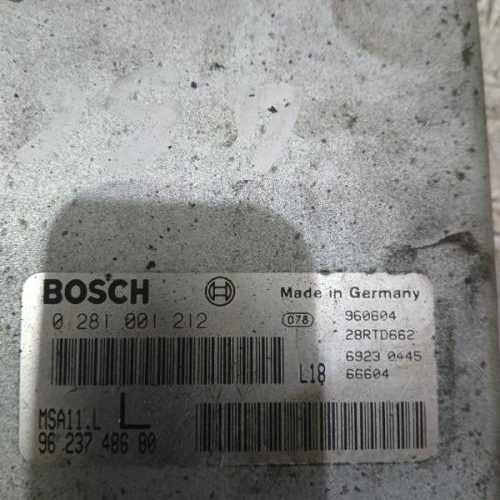 BOSCH
Made in Germany
0 281 001 212
078
960604
28RTD662
6923 0445
L18
66604
MSA11.L L
96 237 486 80